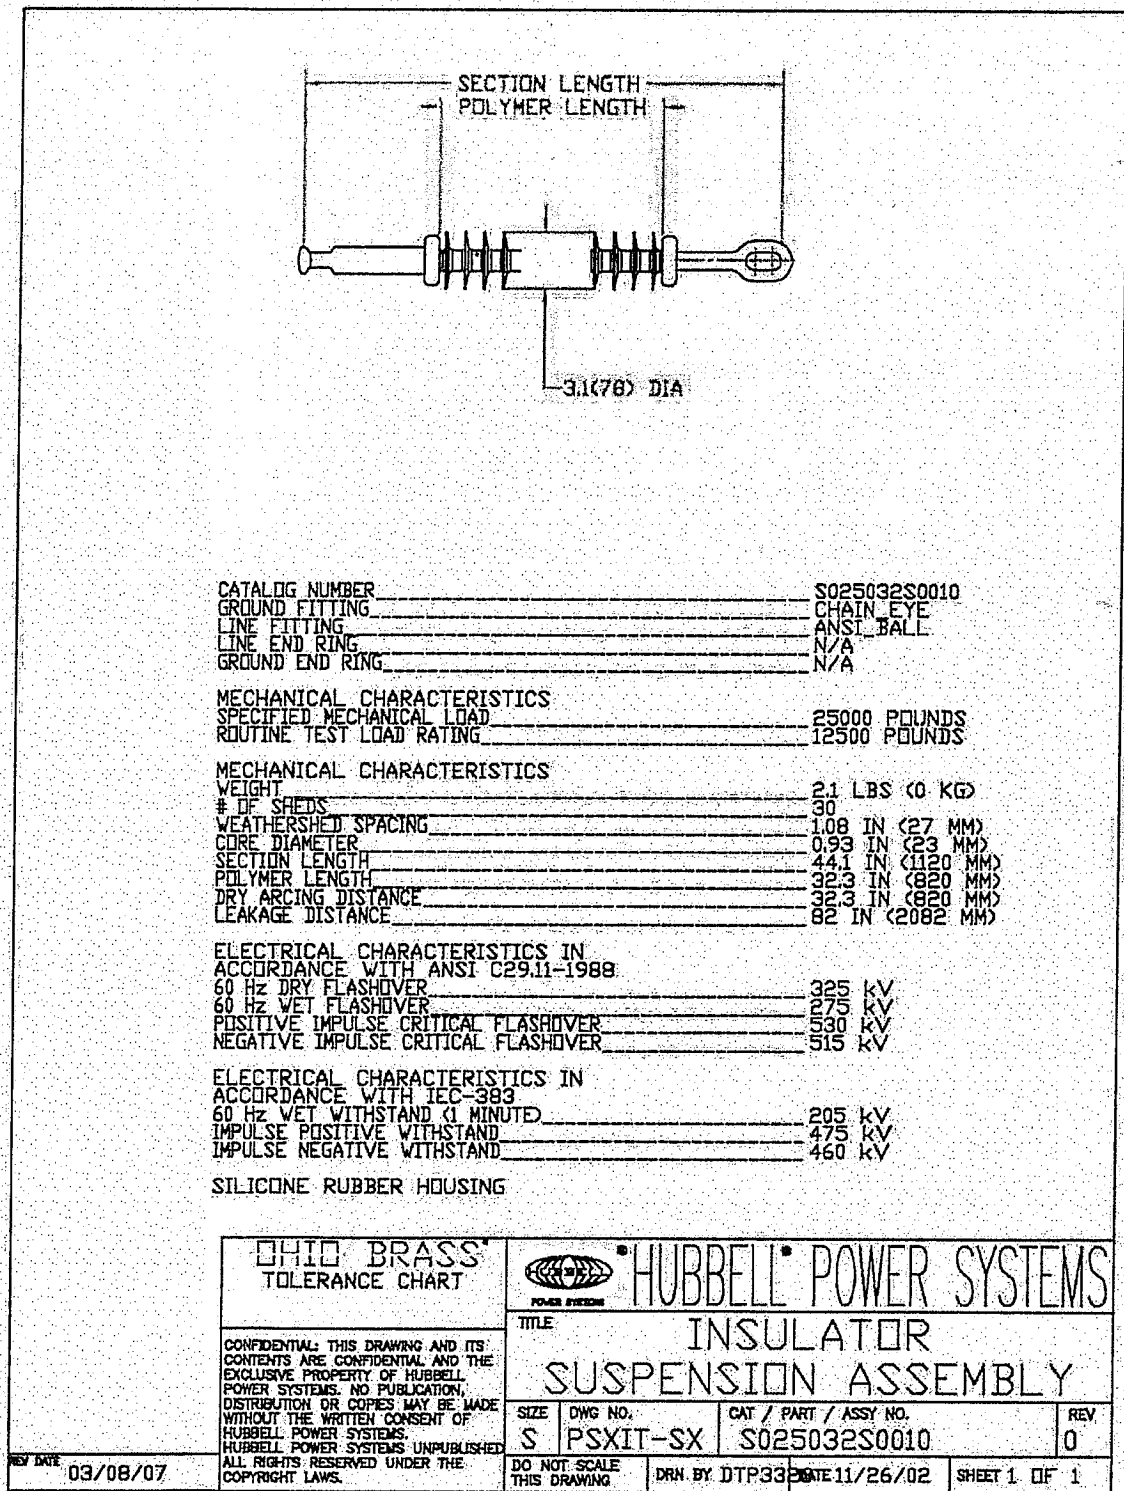 SECTION LENGTH
POLYMER LENGTH
3.1(78) DIA
CATALOG NUMBER S025032S0010
GROUND FITTING CHAIN_EYE
LINE FITTING ANSI_BALL
LINE END RING N/A
GROUND END RING N/A
MECHANICAL CHARACTERISTICS
SPECIFIED MECHANICAL LOAD 25000 POUNDS
ROUTINE TEST LOAD RATING 12500 POUNDS
MECHANICAL CHARACTERISTICS
WEIGHT 2.1 LBS (0 KG)
# OF SHEDS 30
WEATHERSHED SPACING 1.08 IN (27 MM)
CORE DIAMETER 0.93 IN (23 MM)
SECTION LENGTH 44.1 IN (1120 MM)
POLYMER LENGTH 32.3 IN (820 MM)
DRY ARCING DISTANCE 32.3 IN (820 MM)
LEAKAGE DISTANCE 82 IN (2082 MM)
ELECTRICAL CHARACTERISTICS IN
ACCORDANCE WITH ANSI C29.11-1988
60 Hz DRY FLASHOVER 325 kV
60 Hz WET FLASHOVER 275 kV
POSITIVE IMPULSE CRITICAL FLASHOVER 530 kV
NEGATIVE IMPULSE CRITICAL FLASHOVER 515 kV
ELECTRICAL CHARACTERISTICS IN
ACCORDANCE WITH IEC-383
60 Hz WET WITHSTAND (1 MINUTE) 205 kV
IMPULSE POSITIVE WITHSTAND 475 kV
IMPULSE NEGATIVE WITHSTAND 460 kV
SILICONE RUBBER HOUSING
OHIO BRASS
TOLERANCE CHART
CONFIDENTIAL: THIS DRAWING AND ITS
CONTENTS ARE CONFIDENTIAL AND THE
EXCLUSIVE PROPERTY OF HUBBELL
POWER SYSTEMS. NO PUBLICATION,
DISTRIBUTION OR COPIES MAY BE MADE
WITHOUT THE WRITTEN CONSENT OF
HUBBELL POWER SYSTEMS.
HUBBELL POWER SYSTEMS UNPUBLISHED
ALL RIGHTS RESERVED UNDER THE
COPYRIGHT LAWS.
POWER SYSTEMS
HUBBELL POWER SYSTEMS
TITLE
INSULATOR
SUSPENSION ASSEMBLY
SIZE DWG NO. CAT / PART / ASSY NO. REV
S PSXIT-SX S025032S0010 0
REV DATE 03/08/07
DO NOT SCALE
THIS DRAWING
DRN BY DTP DATE 11/26/02 SHEET 1 OF 1